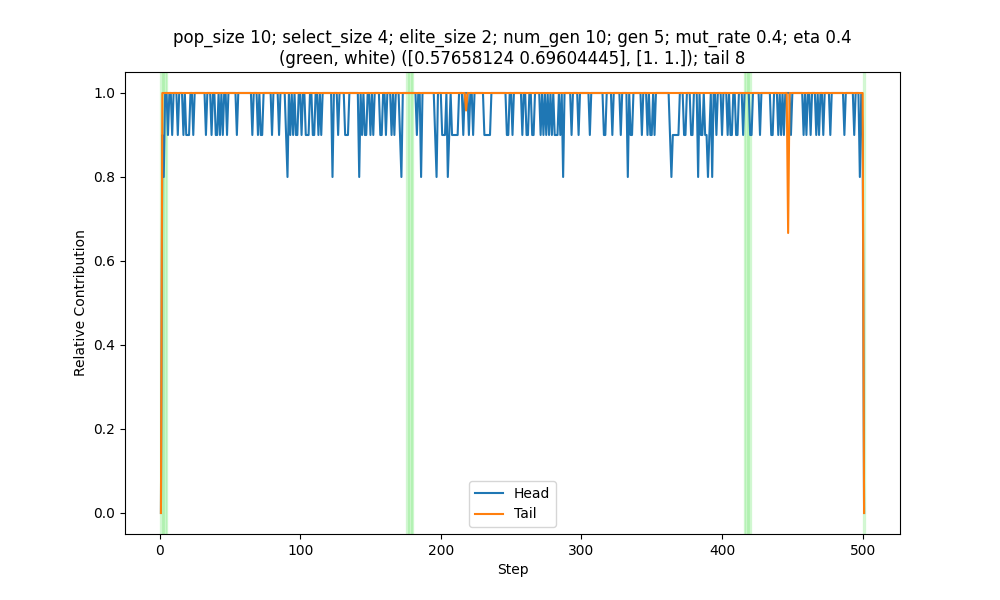 pop_size 10; select_size 4; elite_size 2; num_gen 10; gen 5; mut_rate 0.4; eta 0.4
(green, white) ([0.57658124 0.69604445], [1. 1.]); tail 8
1.0
0.8
0.6
0.4
0.2
0.0
Relative Contribution
Head
Tail
0
100
200
300
400
500
Step